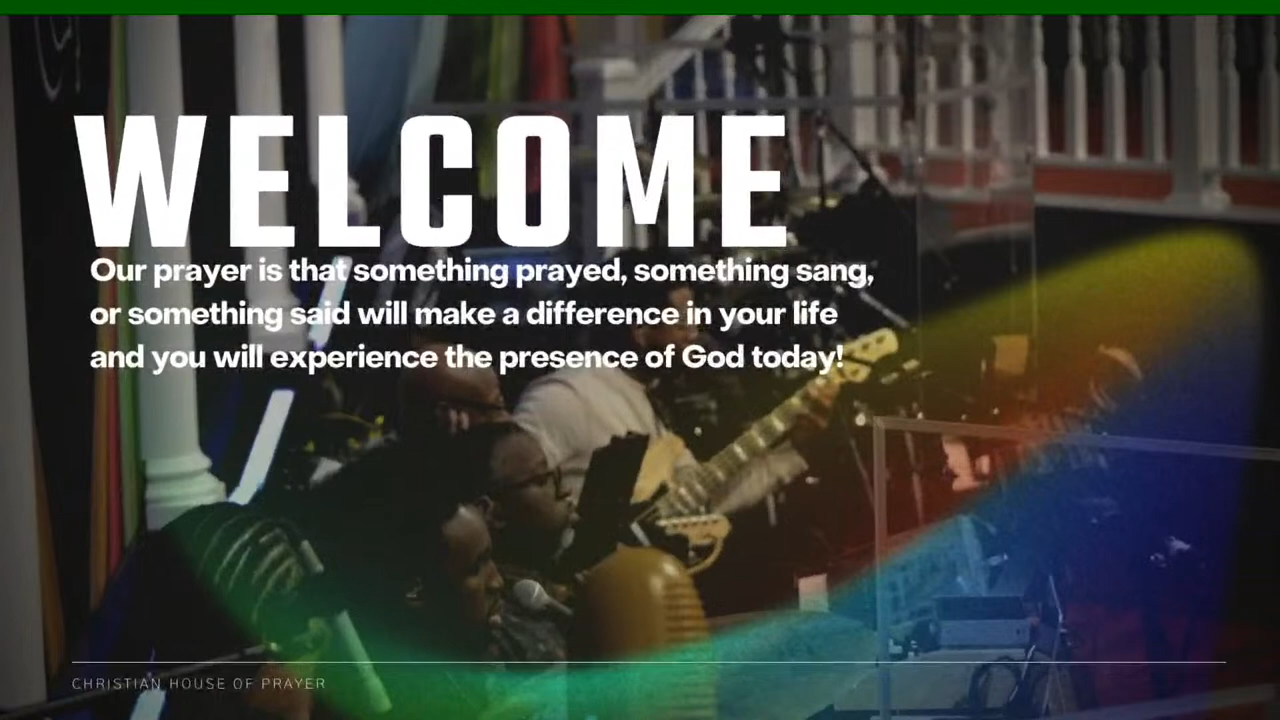 WELCOME
Our prayer is that something prayed, something sang,
or something said will make a difference in your life
and you will experience the presence of God today!
CHRISTIAN HOUSE OF PRAYER